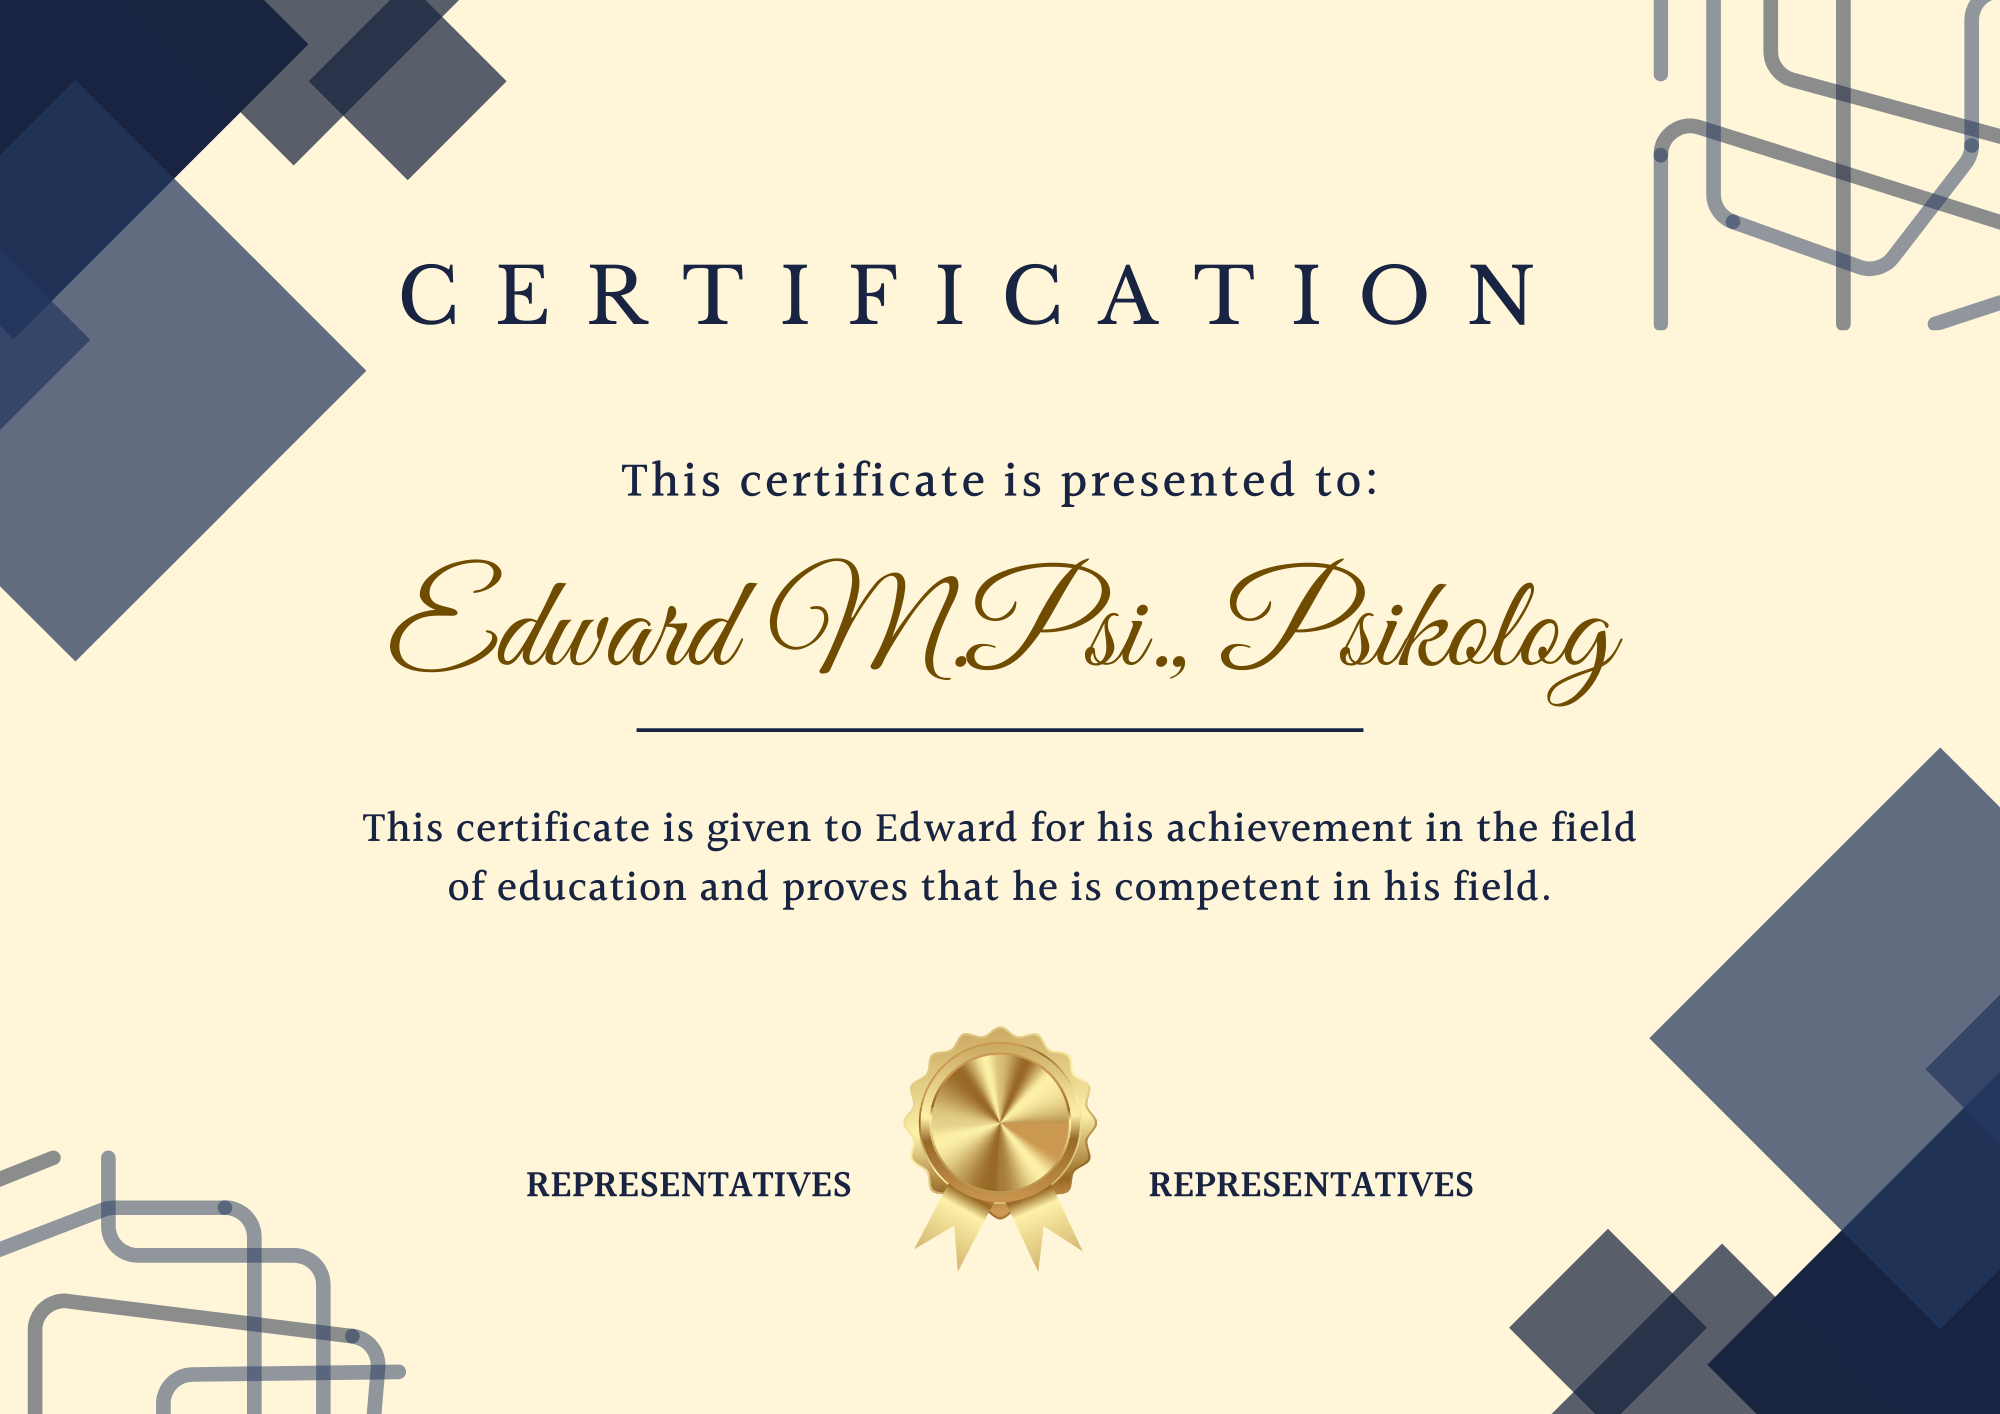 CERTIFICATION
This certificate is presented to:
Edward M.Psi., Psikolog
This certificate is given to Edward for his achievement in the field
of education and proves that he is competent in his field.
REPRESENTATIVES REPRESENTATIVES